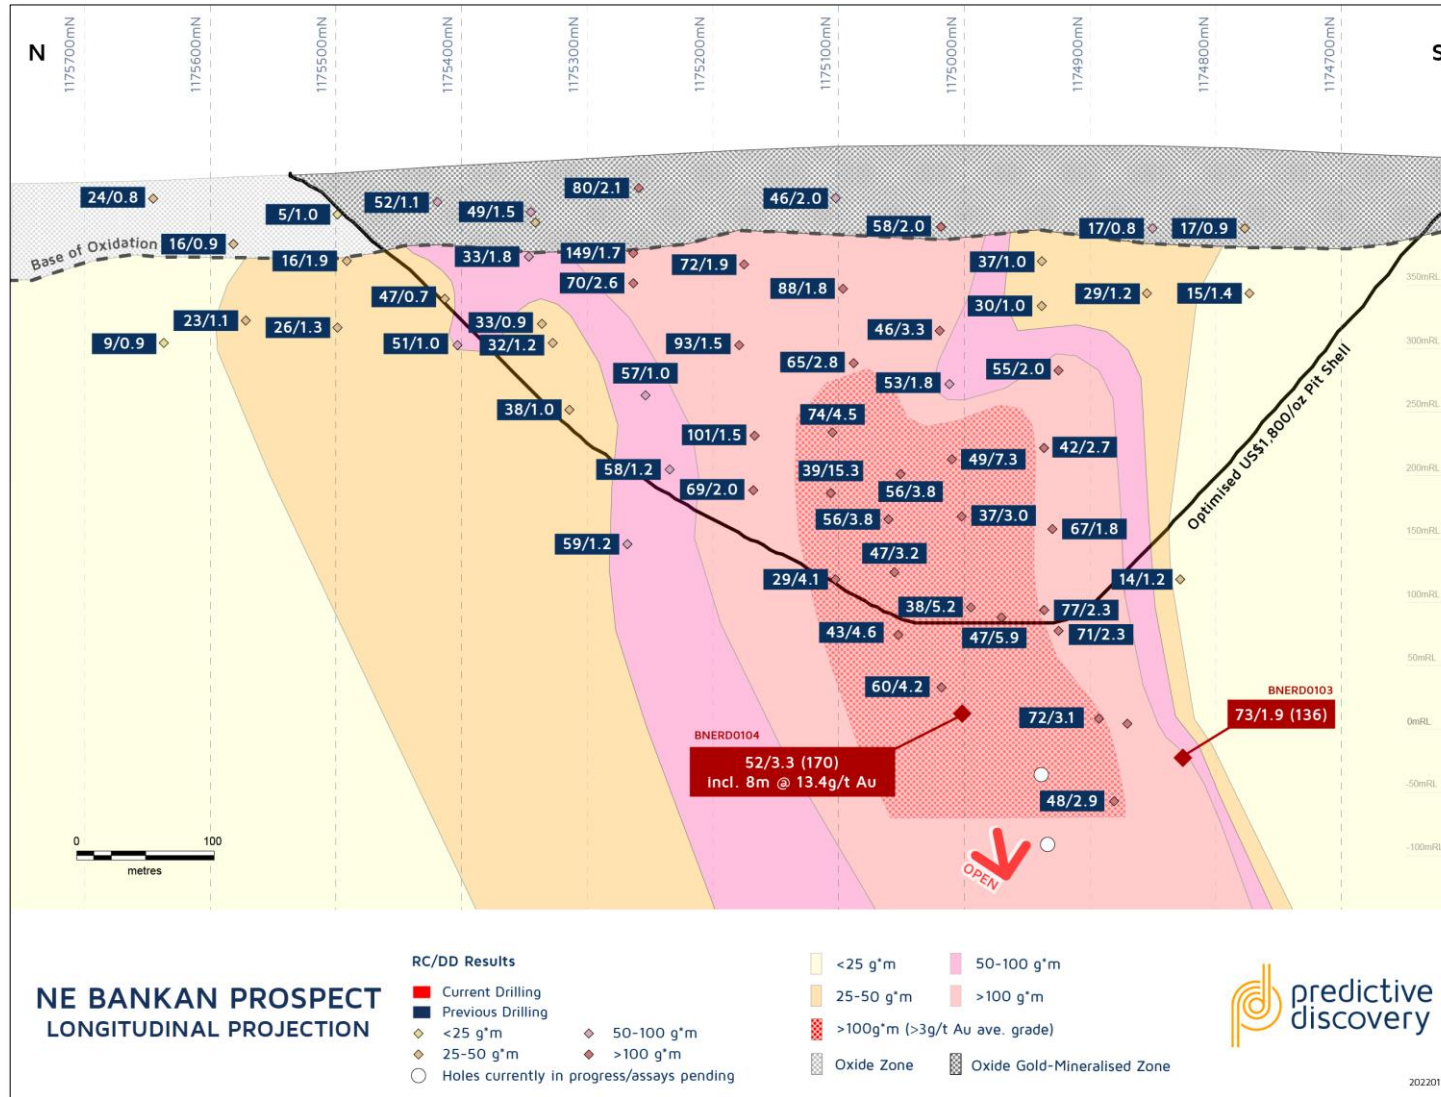 1175700mN
1175600mN
1175500mN
1175400mN
1175300mN
1175200mN
1175100mN
1175000mN
1174900mN
1174800mN
1174700mN
N
S
24/0.8
5/1.0
52/1.1
49/1.5
80/2.1
46/2.0
58/2.0
17/0.8
17/0.9
Base of Oxidation
16/0.9
16/1.9
33/1.8
149/1.7
72/1.9
37/1.0
350mRL
70/2.6
88/1.8
47/0.7
30/1.0
29/1.2
15/1.4
23/1.1
26/1.3
33/0.9
46/3.3
9/0.9
51/1.0
32/1.2
93/1.5
300mRL
65/2.8
57/1.0
53/1.8
55/2.0
38/1.0
74/4.5
250mRL
101/1.5
42/2.7
58/1.2
39/15.3
49/7.3
200mRL
69/2.0
56/3.8
56/3.8
37/3.0
67/1.8
Optimised US$1,800/oz Pit Shell
150mRL
59/1.2
47/3.2
29/4.1
14/1.2
100mRL
38/5.2
77/2.3
43/4.6
47/5.9
71/2.3
50mRL
60/4.2
BNERD0103
73/1.9 (136)
72/3.1
0mRL
BNERD0104
52/3.3 (170)
incl. 8m @ 13.4g/t Au
-50mRL
48/2.9
OPEN
-100mRL
0 100
metres
NE BANKAN PROSPECT
LONGITUDINAL PROJECTION
RC/DD Results
Current Drilling
Previous Drilling
<25 g*m
50-100 g*m
25-50 g*m
>100 g*m
Holes currently in progress/assays pending
<25 g*m
50-100 g*m
25-50 g*m
>100 g*m
>100g*m (>3g/t Au ave. grade)
Oxide Zone
Oxide Gold-Mineralised Zone
predictive
discovery
202201